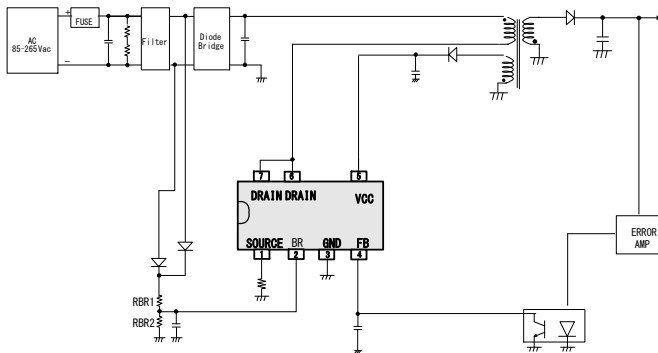 +
FUSE
AC
85-265Vac
Filter
Diode
Bridge
−
7
6
5
DRAIN DRAIN
VCC
SOURCE
BR
GND
FB
1
2
3
4
ERROR
AMP
RBR1
RBR2